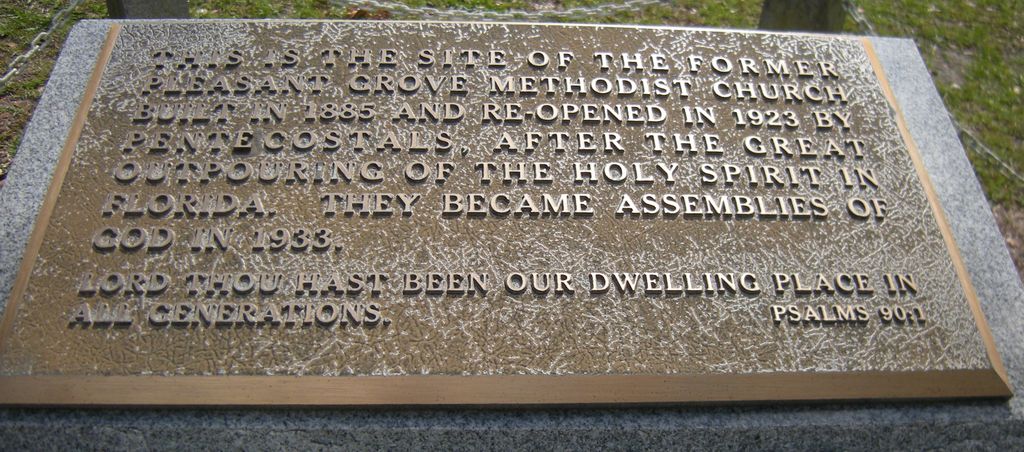 THIS IS THE SITE OF THE FORMER
PLEASANT GROVE METHODIST CHURCH
BUILT IN 1885 AND RE-OPENED IN 1923 BY
PENTECOSTALS, AFTER THE GREAT
OUTPOURING OF THE HOLY SPIRIT IN
FLORIDA. THEY BECAME ASSEMBLIES OF
GOD IN 1933.
LORD THOU HAST BEEN OUR DWELLING PLACE IN
ALL GENERATIONS. PSALMS 90:1